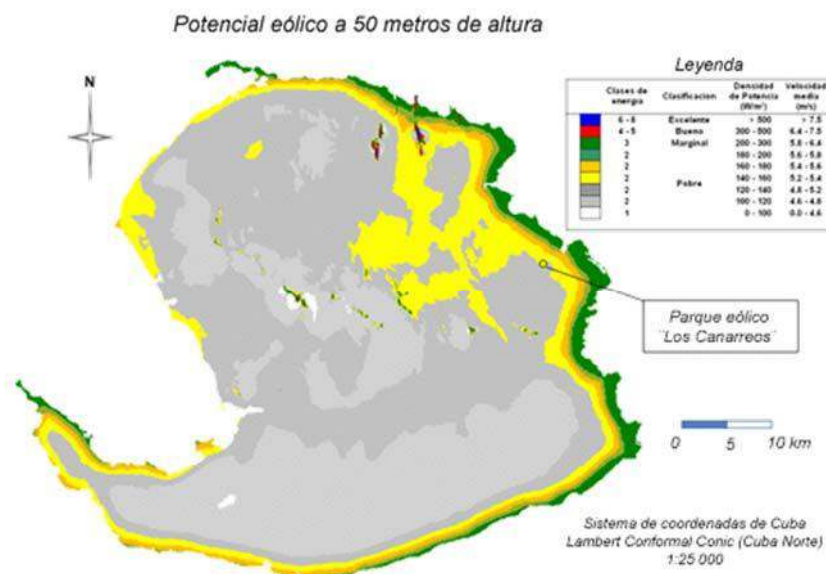 Potencial eólico a 50 metros de altura
N
Leyenda
Clases de energia Clasificacion Densidad de Potencia (W/m²) Velocidad media (m/s)
6 - 8 Excelente > 500 > 7.5
4 - 5 Bueno 300 - 500 6.4 - 7.5
3 Marginal 200 - 300 5.8 - 6.4
2 180 - 200 5.6 - 5.8
2 160 - 180 5.4 - 5.6
2 140 - 160 5.2 - 5.4
2 Pobre 120 - 140 4.8 - 5.2
2 100 - 120 4.6 - 4.8
1 0 - 100 0.0 - 4.6
Parque eólico
¨Los Canarreos¨
0 5 10 km
Sistema de coordenadas de Cuba
Lambert Conformal Conic (Cuba Norte)
1:25 000